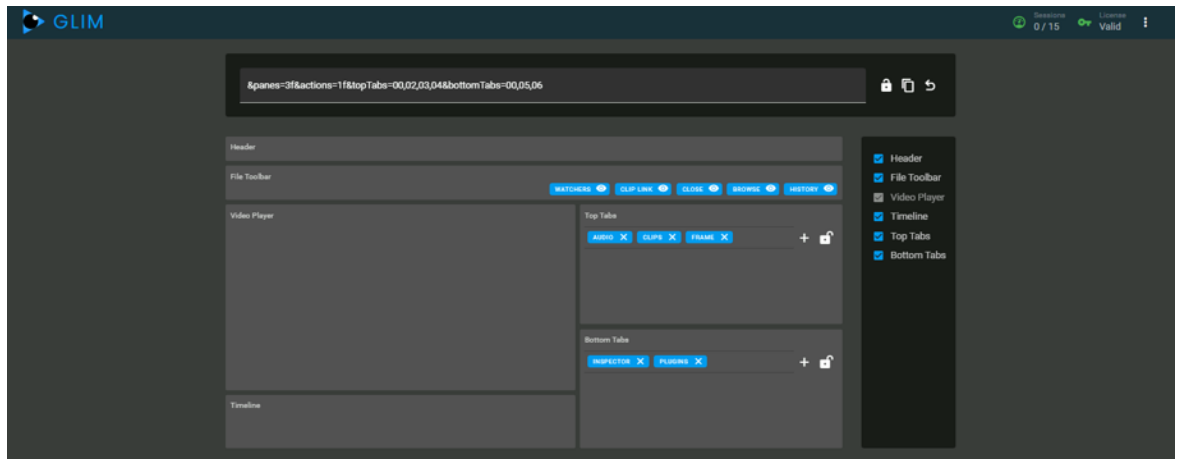 GLIM
Sessions
0 / 15
License
Valid
&panes=3f&actions=1f&topTabs=00,02,03,04&bottomTabs=00,05,06
Header
File Toolbar
WATCHERS CLIP LINK CLOSE BROWSE HISTORY
Video Player
Top Tabs
AUDIO CLIPS FRAME
Bottom Tabs
INSPECTOR PLUGINS
Timeline
Header
File Toolbar
Video Player
Timeline
Top Tabs
Bottom Tabs